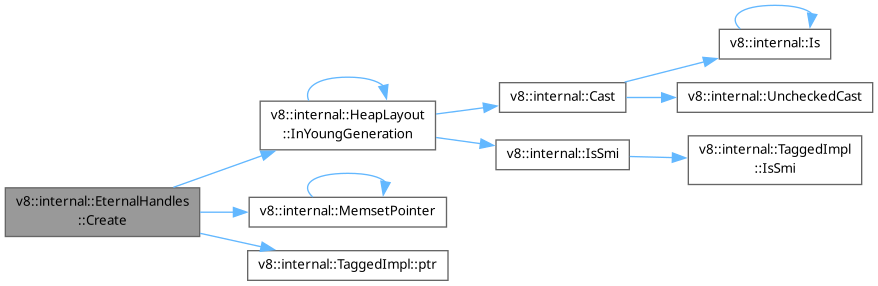 v8::internal::EternalHandles
::Create
v8::internal::HeapLayout
::InYoungGeneration
v8::internal::MemsetPointer
v8::internal::TaggedImpl::ptr
v8::internal::Cast
v8::internal::IsSmi
v8::internal::Is
v8::internal::UncheckedCast
v8::internal::TaggedImpl
::IsSmi